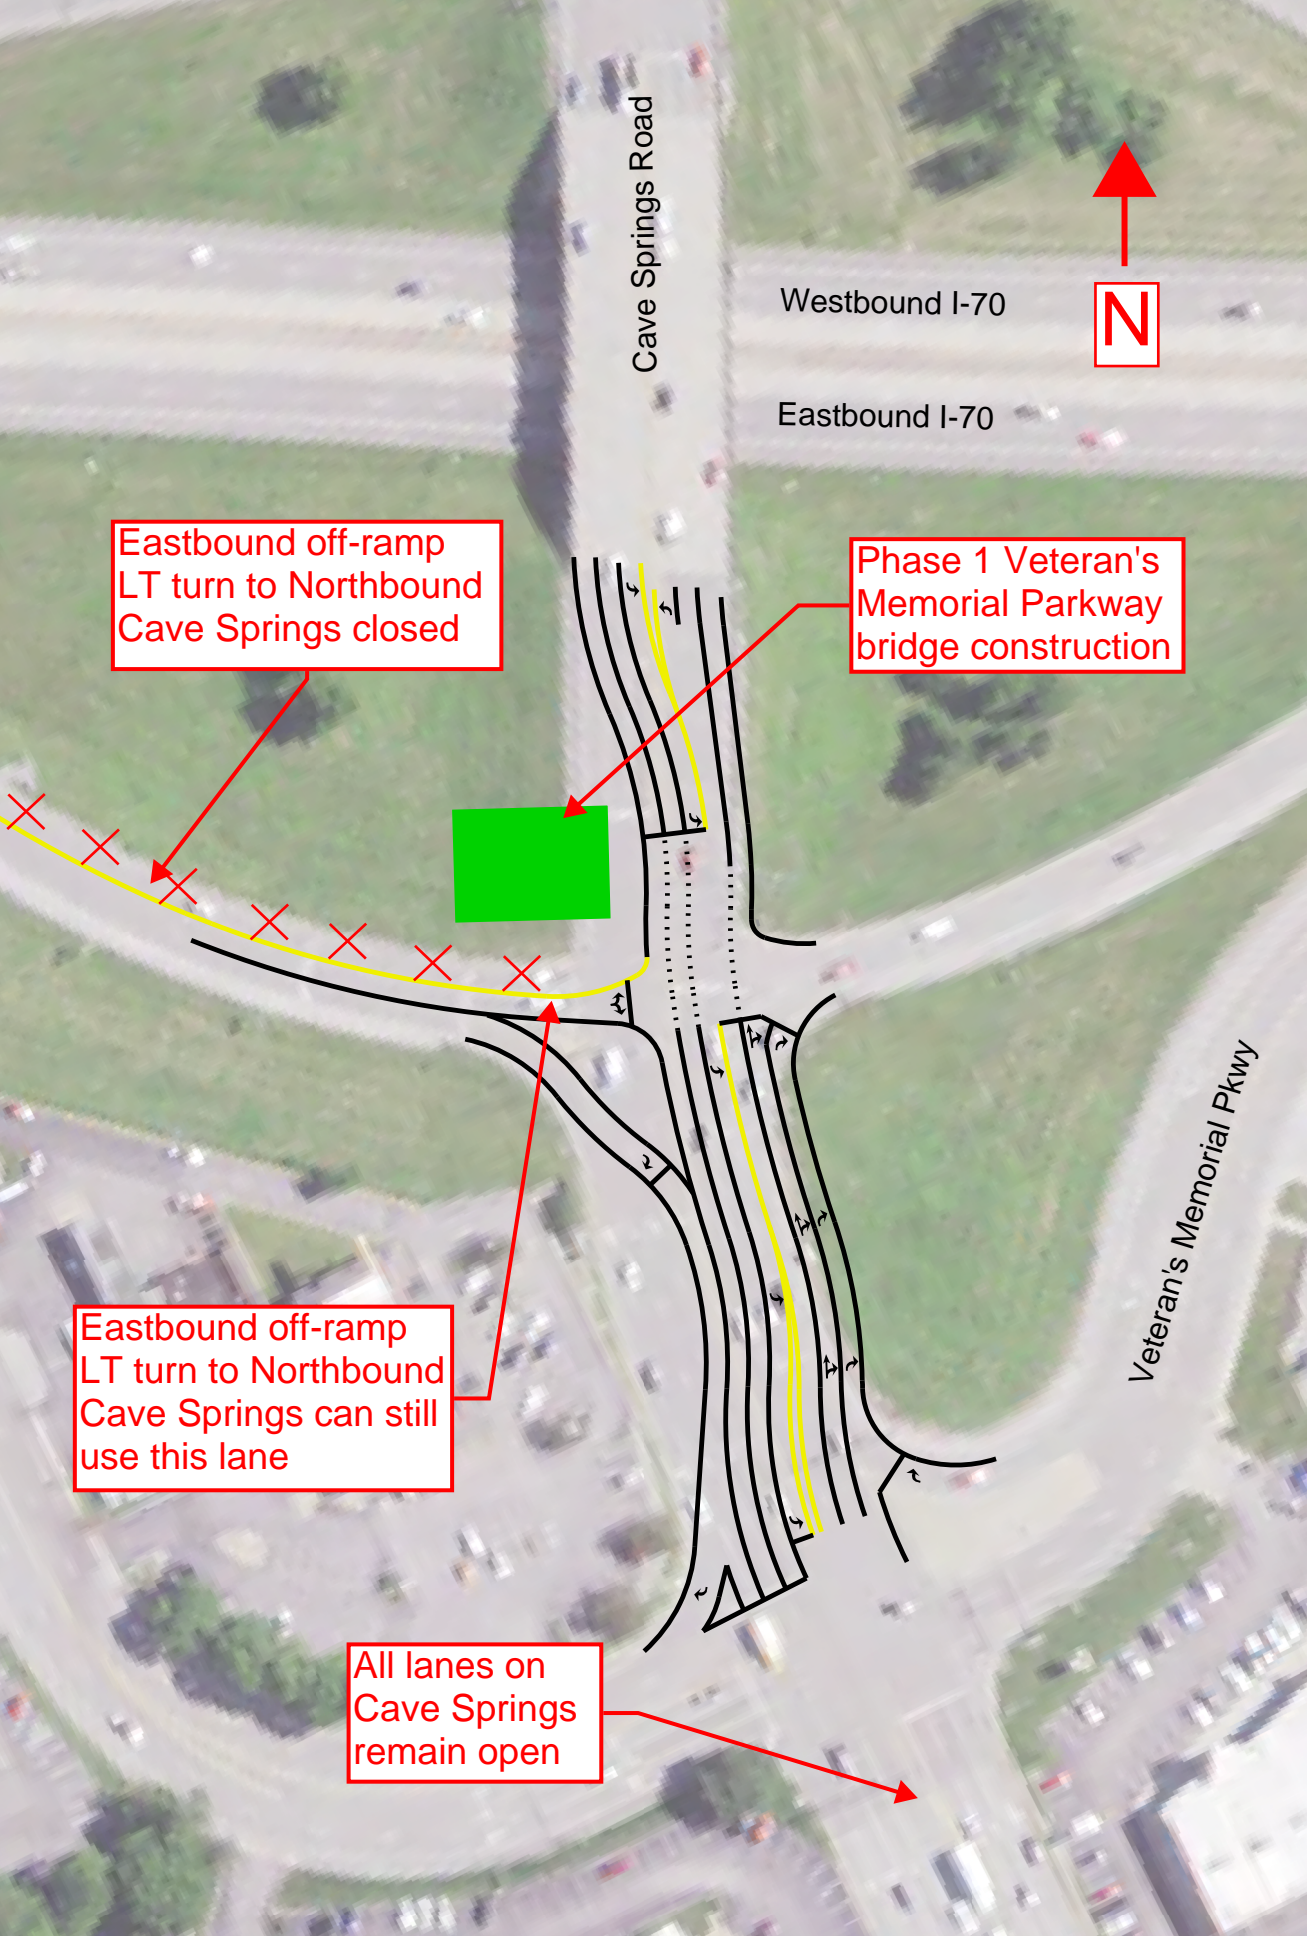 Cave Springs Road
Westbound I-70
N
Eastbound I-70
Eastbound off-ramp
LT turn to Northbound
Cave Springs closed
Phase 1 Veteran's
Memorial Parkway
bridge construction
Veteran's Memorial Pkwy
Eastbound off-ramp
LT turn to Northbound
Cave Springs can still
use this lane
All lanes on
Cave Springs
remain open